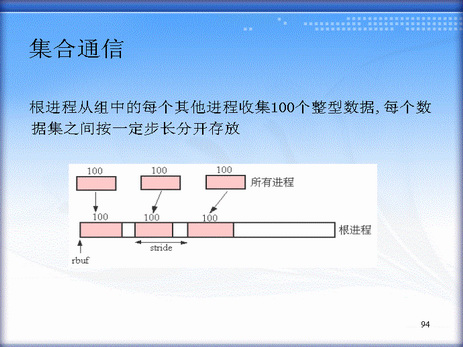 集合通信
根进程从组中的每个其他进程收集100个整型数据,每个数
据集之间按一定步长分开存放
100 100 100
所有进程
100 100 100
根进程
stride
rbuf
94